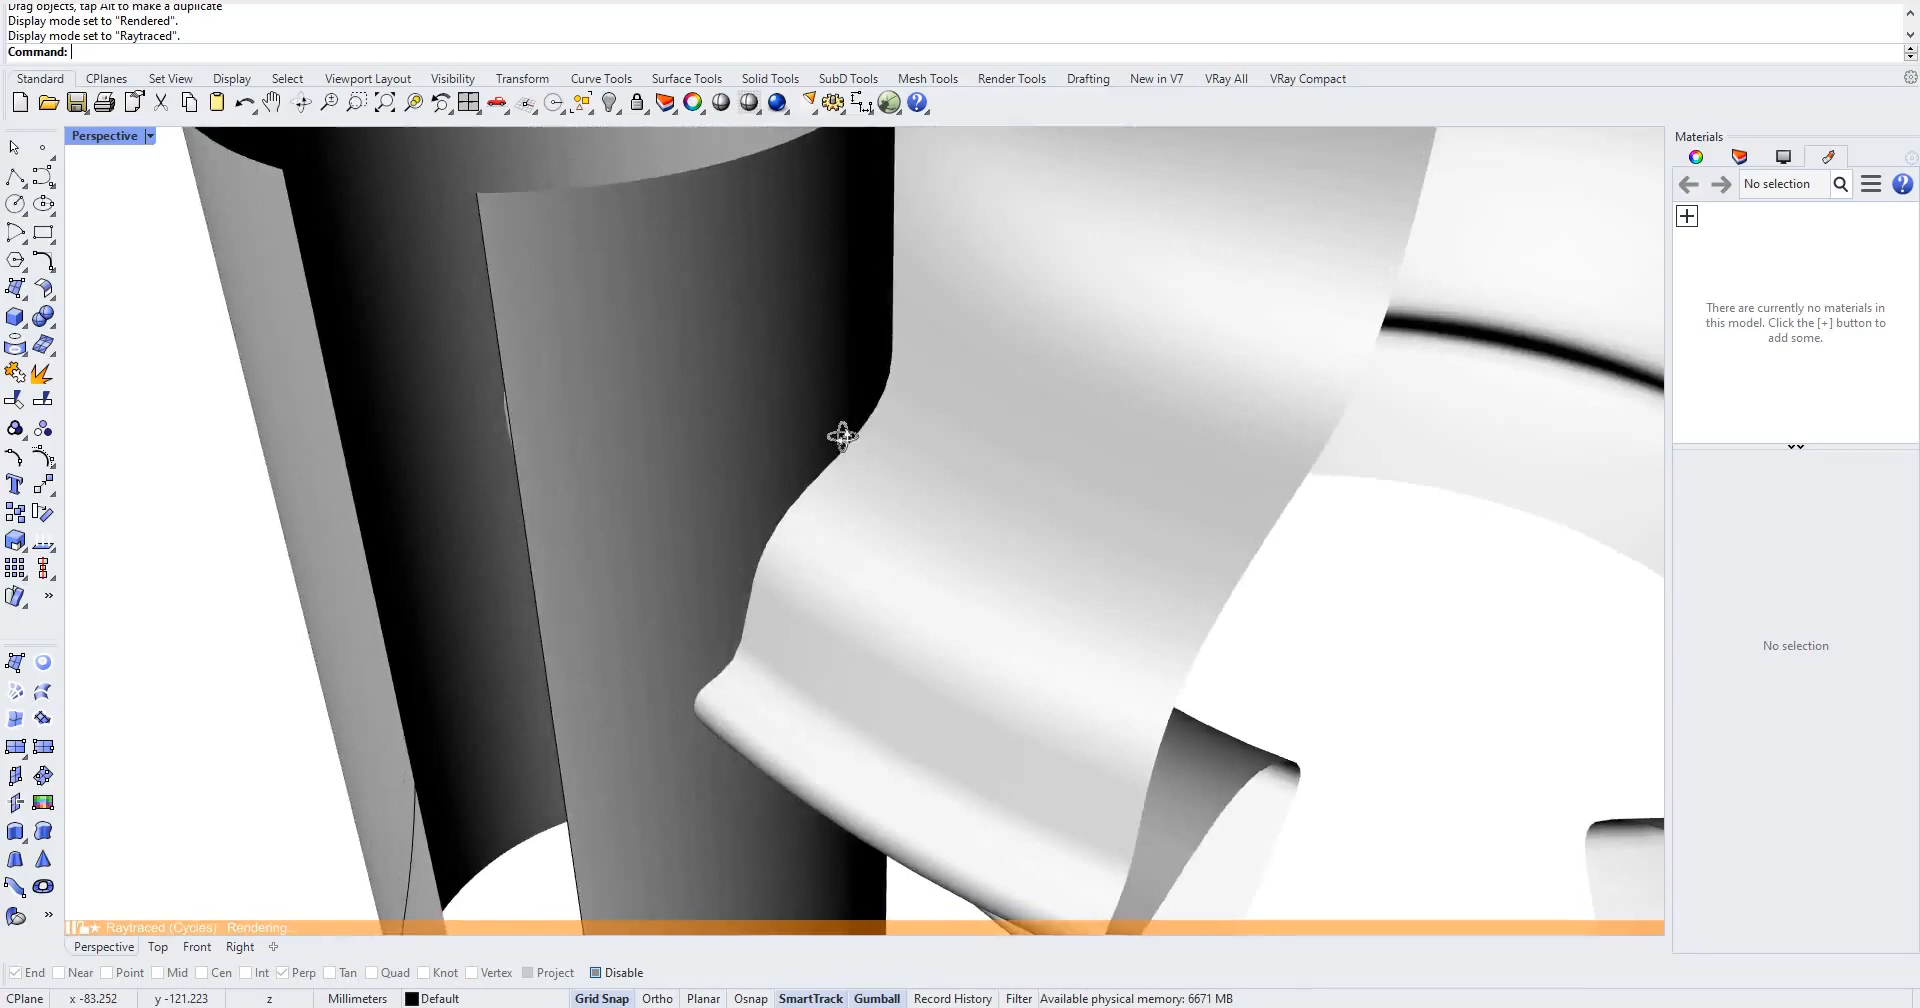 Drag objects, tap Alt to make a duplicate
Display mode set to "Rendered".
Display mode set to "Raytraced".
Command:
Standard CPlanes Set View Display Select Viewport Layout Visibility Transform Curve Tools Surface Tools Solid Tools SubD Tools Mesh Tools Render Tools Drafting New in V7 VRay All VRay Compact
Perspective
Materials
No selection
There are currently no materials in
this model. Click the [+] button to
add some.
No selection
Raytraced (Cycles) Rendering...
Perspective Top Front Right
End Near Point Mid Cen Int Perp Tan Quad Knot Vertex Project Disable
CPlane x -83.252 y -121.223 z Millimeters Default Grid Snap Ortho Planar Osnap SmartTrack Gumball Record History Filter Available physical memory: 6671 MB